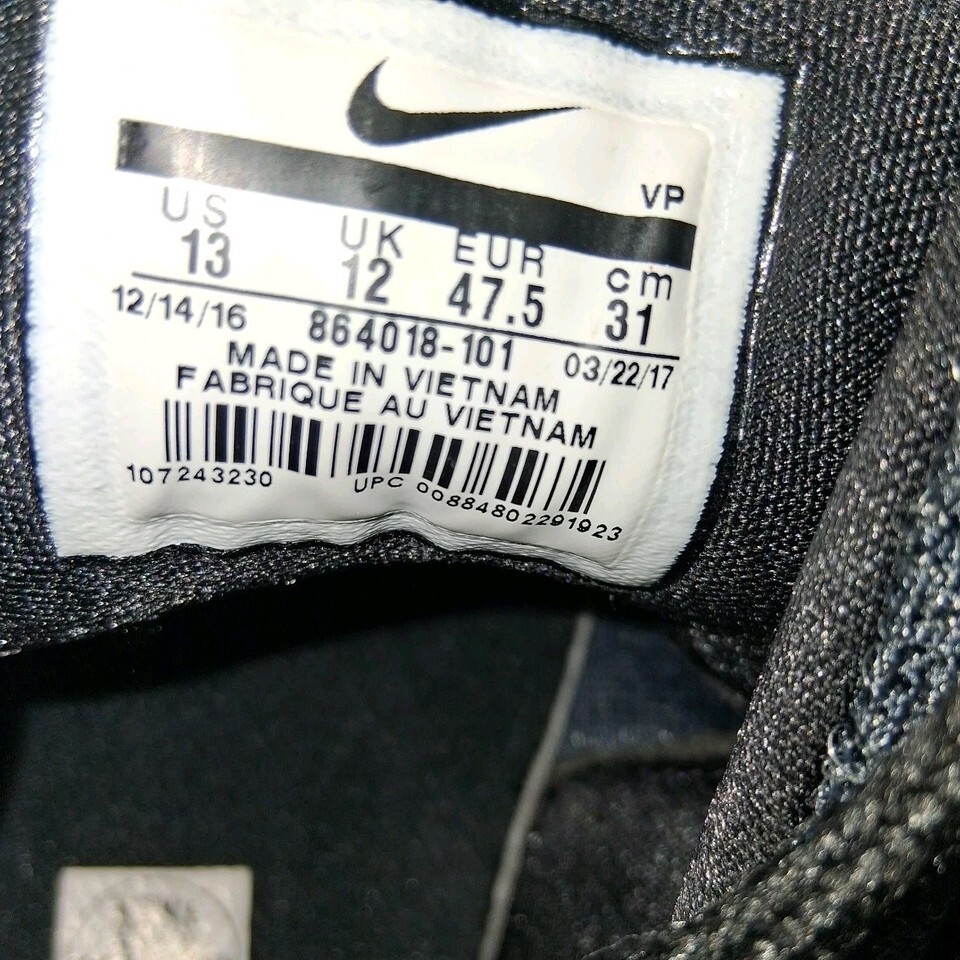 VP
US UK EUR cm
13 12 47.5 31
12/14/16 864018-101 03/22/17
MADE IN VIETNAM
FABRIQUE AU VIETNAM
107243230 UPC 00884802291923